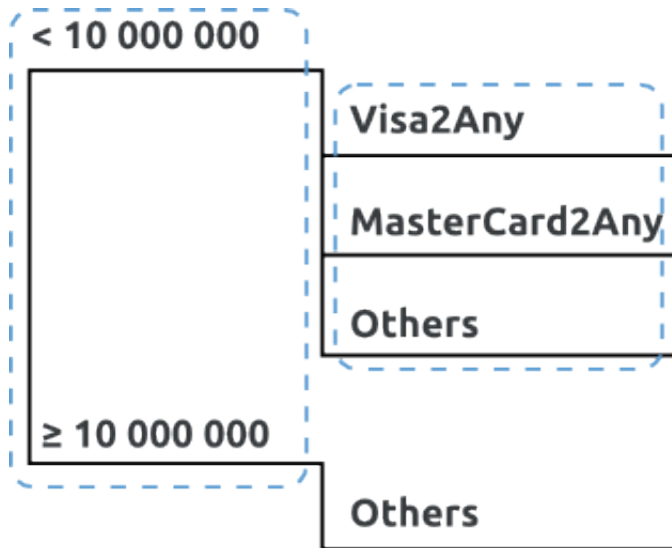 < 10 000 000
Visa2Any
MasterCard2Any
Others
≥ 10 000 000
Others